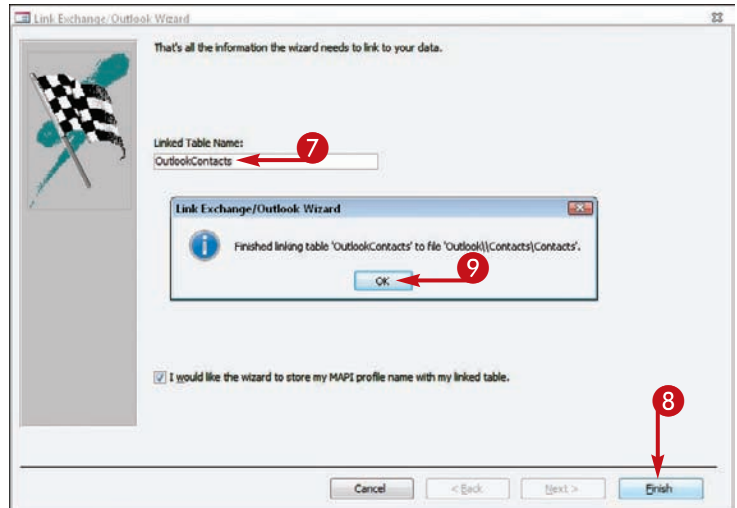 Link Exchange/Outlook Wizard
That's all the information the wizard needs to link to your data.
Linked Table Name:
7
OutlookContacts
Link Exchange/Outlook Wizard
Finished linking table 'OutlookContacts' to file 'Outlook\\Contacts\Contacts'.
9
OK
I would like the wizard to store my MAPI profile name with my linked table.
8
Cancel < Back Next > Finish